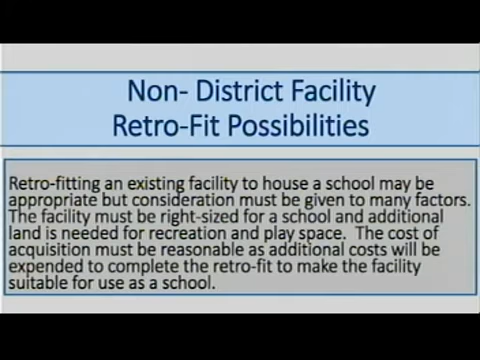 Non- District Facility
Retro-Fit Possibilities
Retro-fitting an existing facility to house a school may be
appropriate but consideration must be given to many factors.
The facility must be right-sized for a school and additional
land is needed for recreation and play space.  The cost of
acquisition must be reasonable as additional costs will be
expended to complete the retro-fit to make the facility
suitable for use as a school.